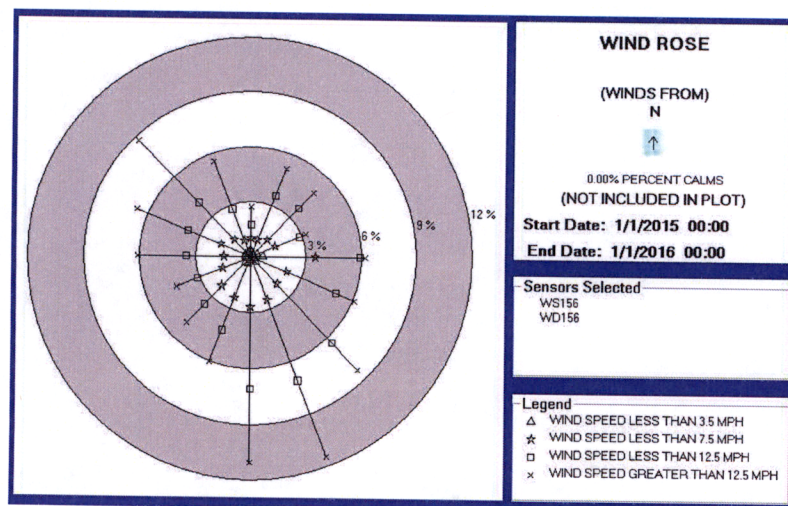 3%
6%
9%
12%
WIND ROSE
(WINDS FROM)
N
0.00% PERCENT CALMS
(NOT INCLUDED IN PLOT)
Start Date: 1/1/2015 00:00
End Date: 1/1/2016 00:00
Sensors Selected
WS156
WD156
Legend
WIND SPEED LESS THAN 3.5 MPH
WIND SPEED LESS THAN 7.5 MPH
WIND SPEED LESS THAN 12.5 MPH
WIND SPEED GREATER THAN 12.5 MPH